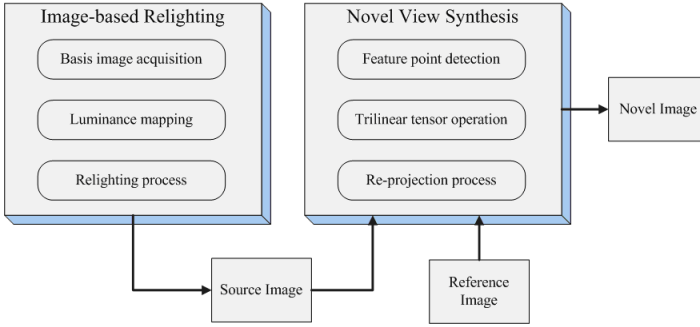 Image-based Relighting
Basis image acquisition
Luminance mapping
Relighting process
Novel View Synthesis
Feature point detection
Trilinear tensor operation
Re-projection process
Novel Image
Source Image
Reference
Image